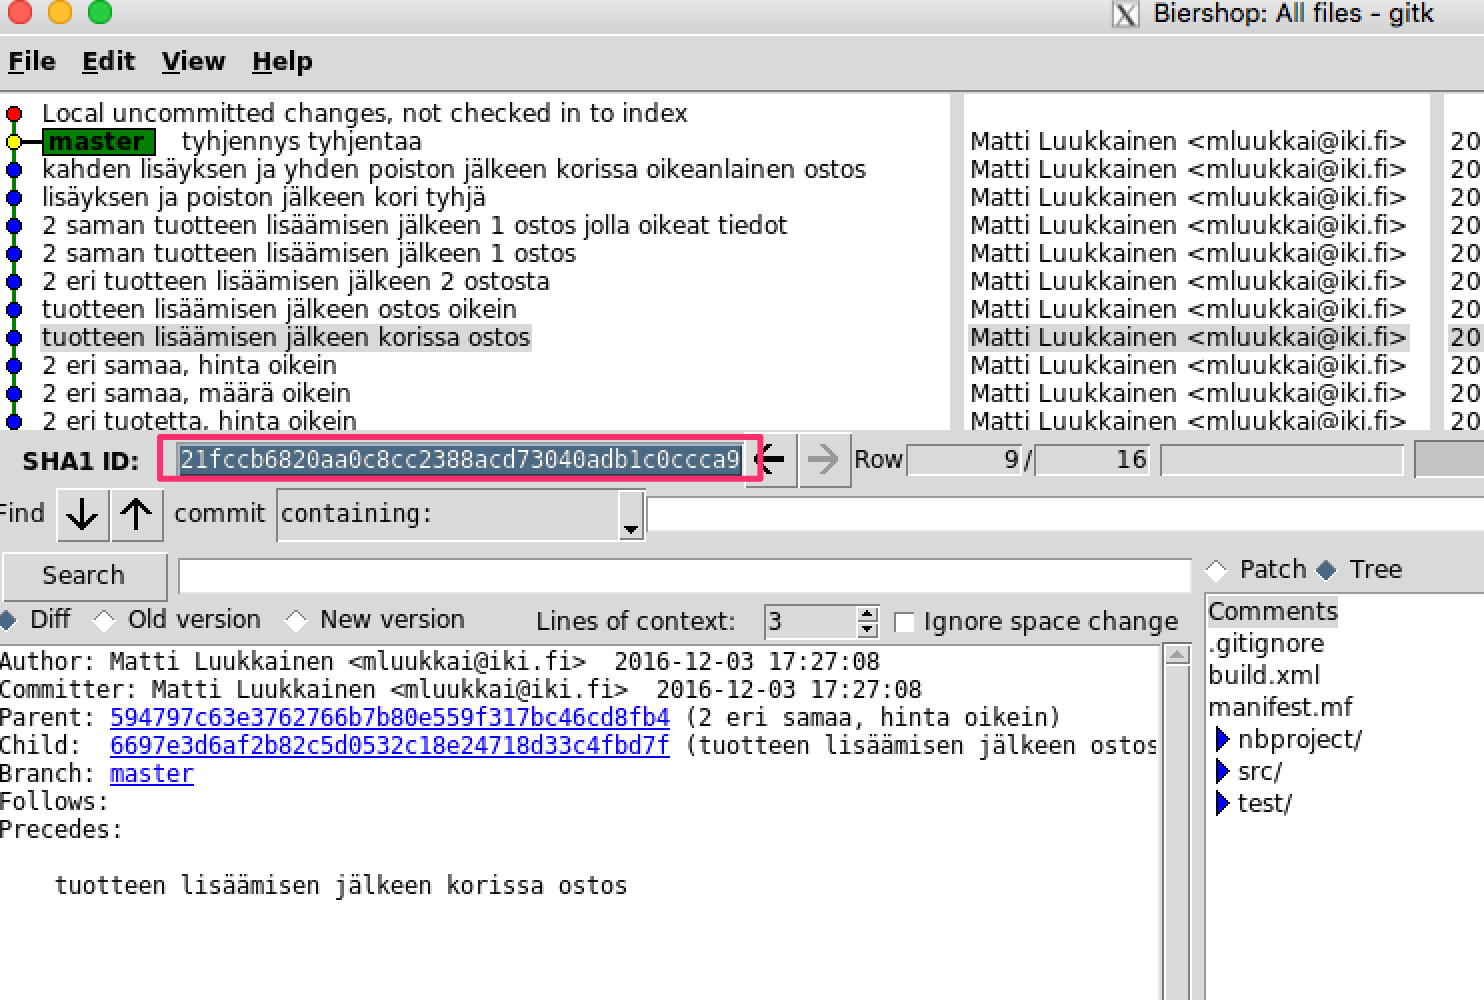 Biershop: All files - gitk
File Edit View Help
Local uncommitted changes, not checked in to index
master tyhjennys tyhjentaa Matti Luukkainen <mluukkai@iki.fi> 20
kahden lisäyksen ja yhden poiston jälkeen korissa oikeanlainen ostos Matti Luukkainen <mluukkai@iki.fi> 20
lisäyksen ja poiston jälkeen kori tyhjä Matti Luukkainen <mluukkai@iki.fi> 20
2 saman tuotteen lisäämisen jälkeen 1 ostos jolla oikeat tiedot Matti Luukkainen <mluukkai@iki.fi> 20
2 saman tuotteen lisäämisen jälkeen 1 ostos Matti Luukkainen <mluukkai@iki.fi> 20
2 eri tuotteen lisäämisen jälkeen 2 ostosta Matti Luukkainen <mluukkai@iki.fi> 20
tuotteen lisäämisen jälkeen ostos oikein Matti Luukkainen <mluukkai@iki.fi> 20
tuotteen lisäämisen jälkeen korissa ostos Matti Luukkainen <mluukkai@iki.fi> 20
2 eri samaa, hinta oikein Matti Luukkainen <mluukkai@iki.fi> 20
2 eri samaa, määrä oikein Matti Luukkainen <mluukkai@iki.fi> 20
2 eri tuotetta, hinta oikein Matti Luukkainen <mluukkai@iki.fi> 20
SHA1 ID: 21fccb6820aa0c8cc2388acd73040adb1c0ccca9 Row 9 / 16
Find commit containing:
Search
Patch Tree
Diff Old version New version Lines of context: 3 Ignore space change
Author: Matti Luukkainen <mluukkai@iki.fi> 2016-12-03 17:27:08
Committer: Matti Luukkainen <mluukkai@iki.fi> 2016-12-03 17:27:08
Parent: 594797c63e3762766b7b80e559f317bc46cd8fb4 (2 eri samaa, hinta oikein)
Child: 6697e3d6af2b82c5d0532c18e24718d33c4fbd7f (tuotteen lisäämisen jälkeen ostos
Branch: master
Follows:
Precedes:
tuotteen lisäämisen jälkeen korissa ostos
Comments
.gitignore
build.xml
manifest.mf
nbproject/
src/
test/